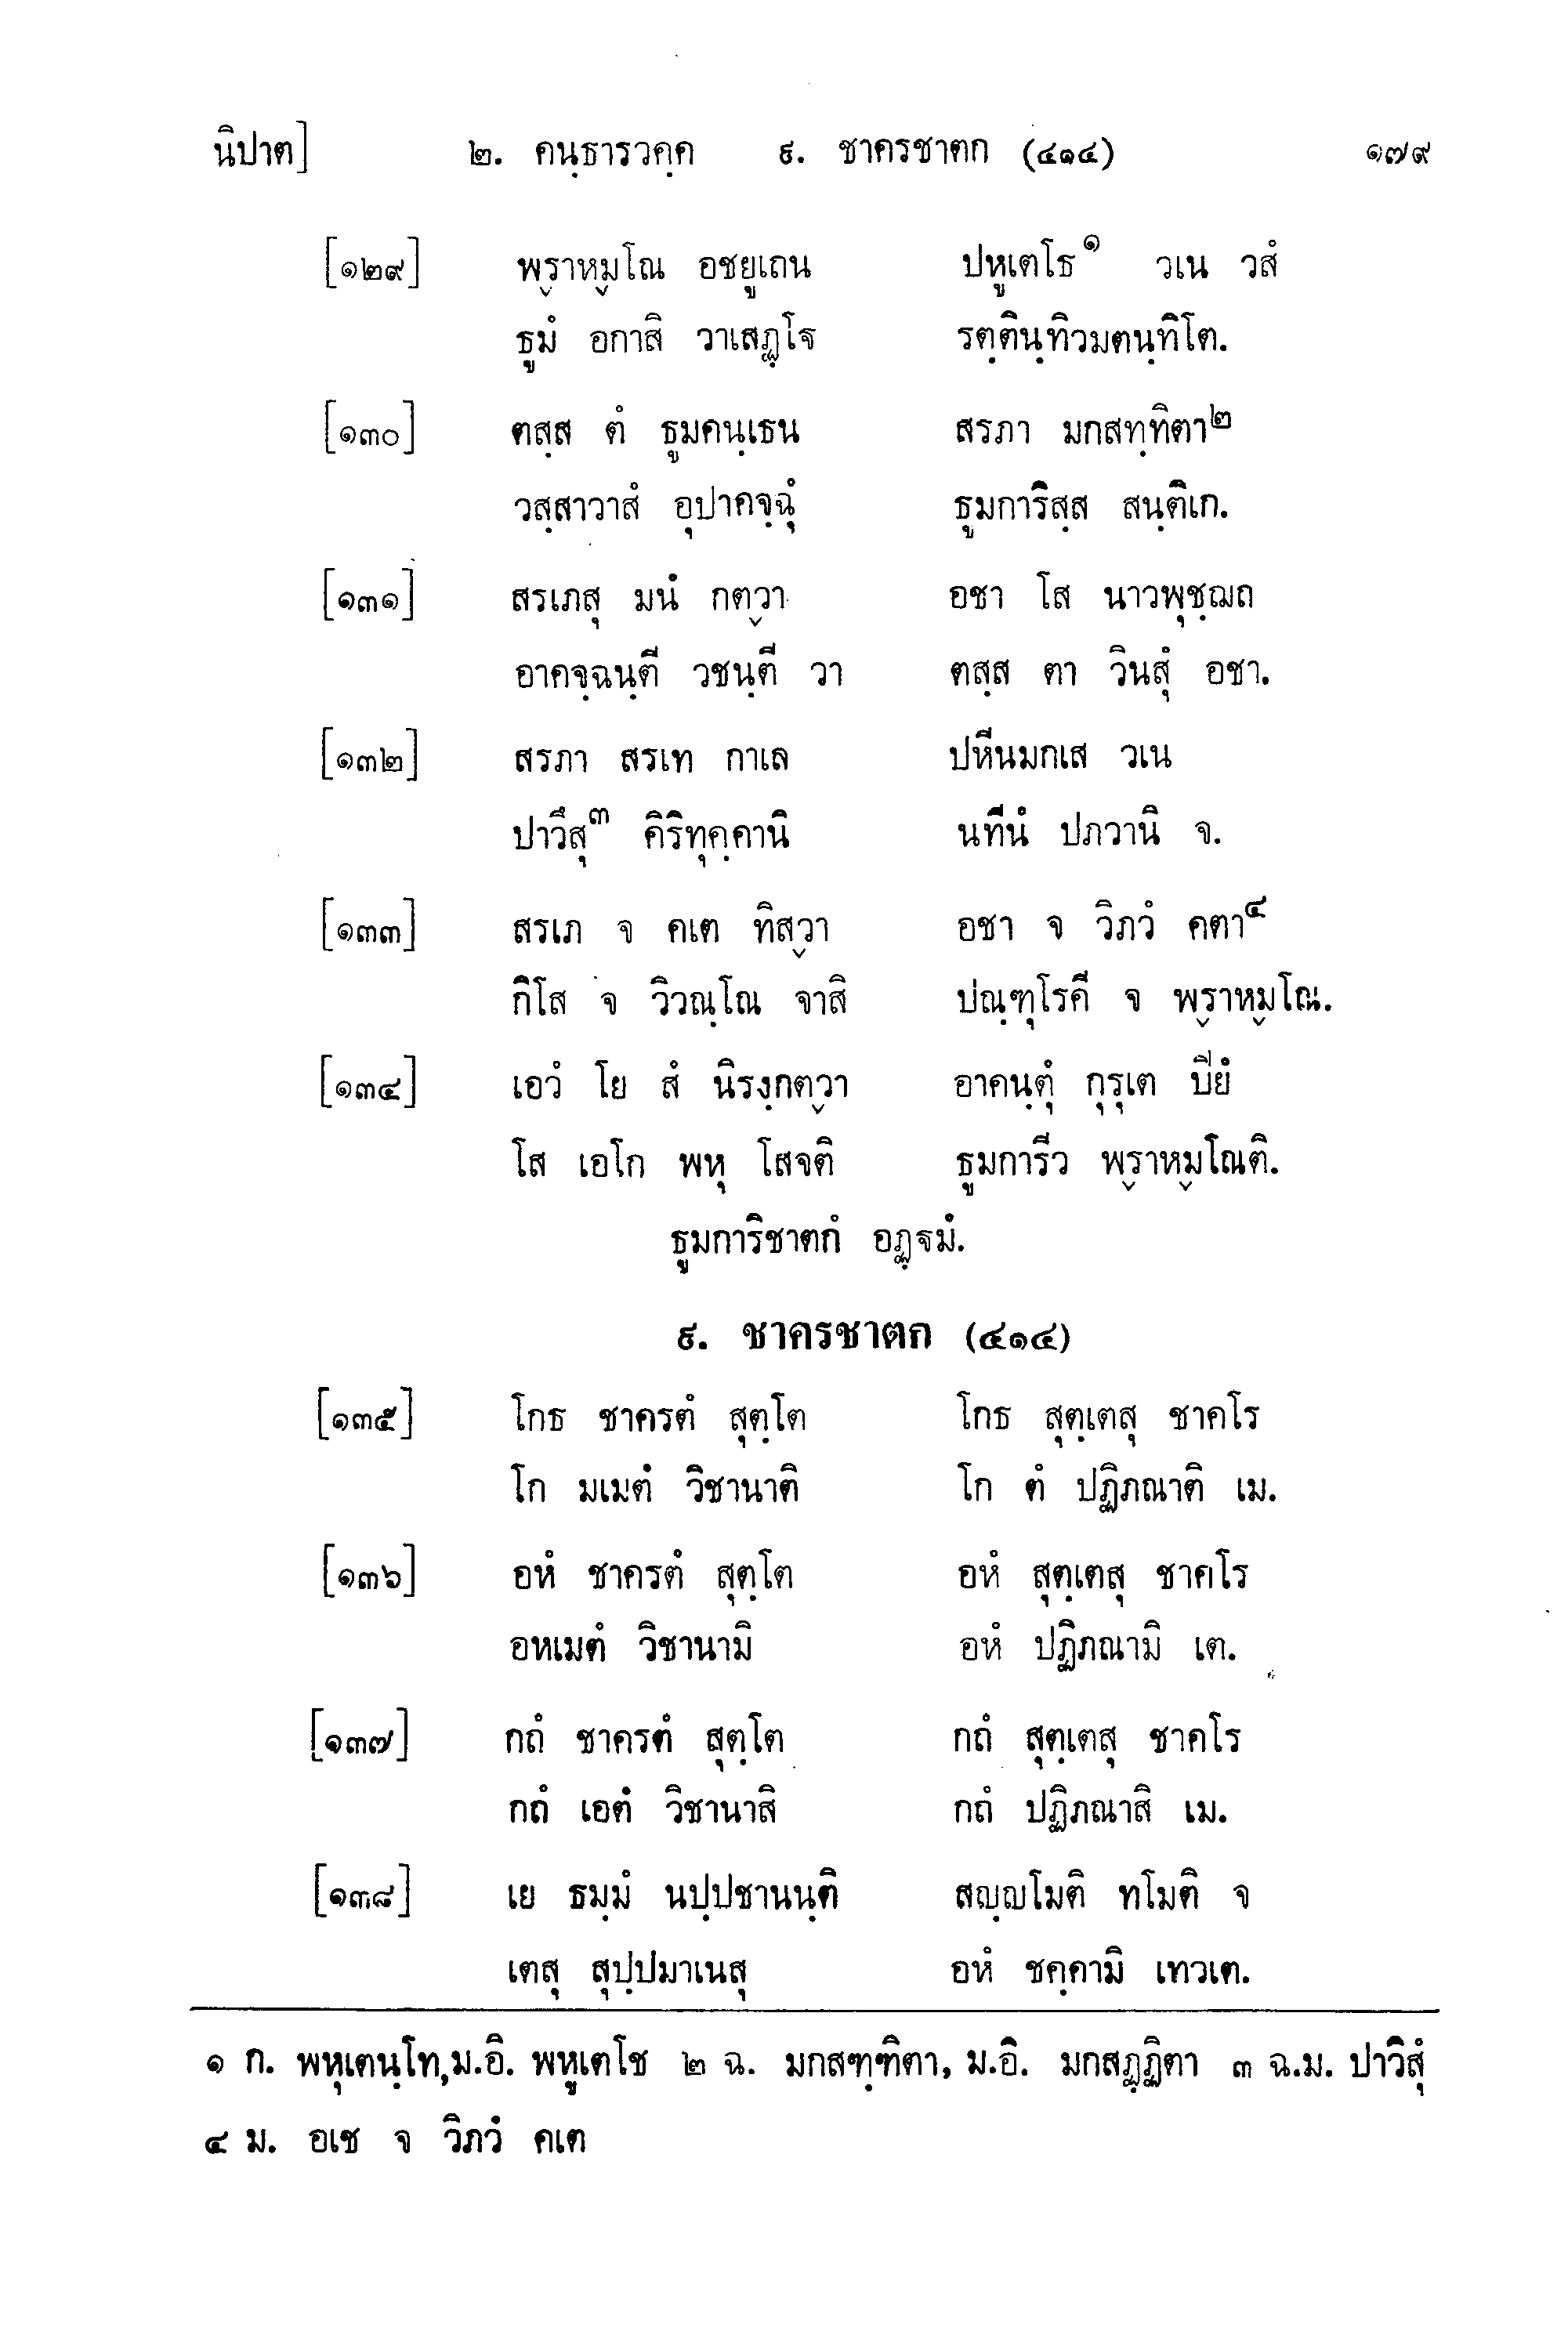 นิปาต] ๒. คนฺธารวคฺค ๙. ชาครชาตก (๔๑๔) ๑๗๙
[๑๒๙] พฺราหฺมโณ อชยูเถน ปหูเตโธ๑ วเน วสํ
ธูมํ อกาสิ วาเสฏฺโฐ รตฺตินฺทิวมตนฺทิโต.
[๑๓๐] ตสฺส ตํ ธูมคนฺเธน สรภา มกสทฺทิตา๒
วสฺสาวาสํ อุปาคจฺฉุํ ธูมการิสฺส สนฺติเก.
[๑๓๑] สรเภสุ มนํ กตฺวา อชา โส นาวพุชฺฌถ
อาคจฺฉนฺตี วชนฺตี วา ตสฺส ตา วินสุํ อชา.
[๑๓๒] สรภา สรเท กาเล ปหีนมกเส วเน
ปาวึสุ๓ คิริทุคฺคานิ นทีนํ ปภวานิ จ.
[๑๓๓] สรเภ จ คเต ทิสฺวา อชา จ วิภวํ คตา๔
กิโส จ วิวณฺโณ จาสิ ปณฺฑุโรคี จ พฺราหฺมโณ.
[๑๓๔] เอวํ โย สํ นิรงฺกตฺวา อาคนฺตุํ กุรุเต ปิยํ
โส เอโก พหุ โสจติ ธูมการีว พฺราหฺมโณติ.
ธูมการิชาตกํ อฏฺฐมํ.
๙. ชาครชาตก (๔๑๔)
[๑๓๕] โกธ ชาครตํ สุตฺโต โกธ สุตฺเตสุ ชาคโร
โก มเมตํ วิชานาติ โก ตํ ปฏิภณาติ เม.
[๑๓๖] อหํ ชาครตํ สุตฺโต อหํ สุตฺเตสุ ชาคโร
อหเมตํ วิชานามิ อหํ ปฏิภณามิ เต.
[๑๓๗] กถํ ชาครตํ สุตฺโต กถํ สุตฺเตสุ ชาคโร
กถํ เอตํ วิชานาสิ กถํ ปฏิภณาสิ เม.
[๑๓๘] เย ธมฺมํ นปฺปชานนฺติ สญฺญโมติ ทโมติ จ
เตสุ สุปฺปมาเนสุ อหํ ชคฺคามิ เทวเต.
๑ ก. พหุเตนฺโท,ม.อิ. พหูเตโช ๒ ฉ. มกสฑฺฑิตา, ม.อิ. มกสฏฺฏิตา ๓ ฉ.ม. ปาวิสุํ
๔ ม. อเช จ วิภวํ คเต